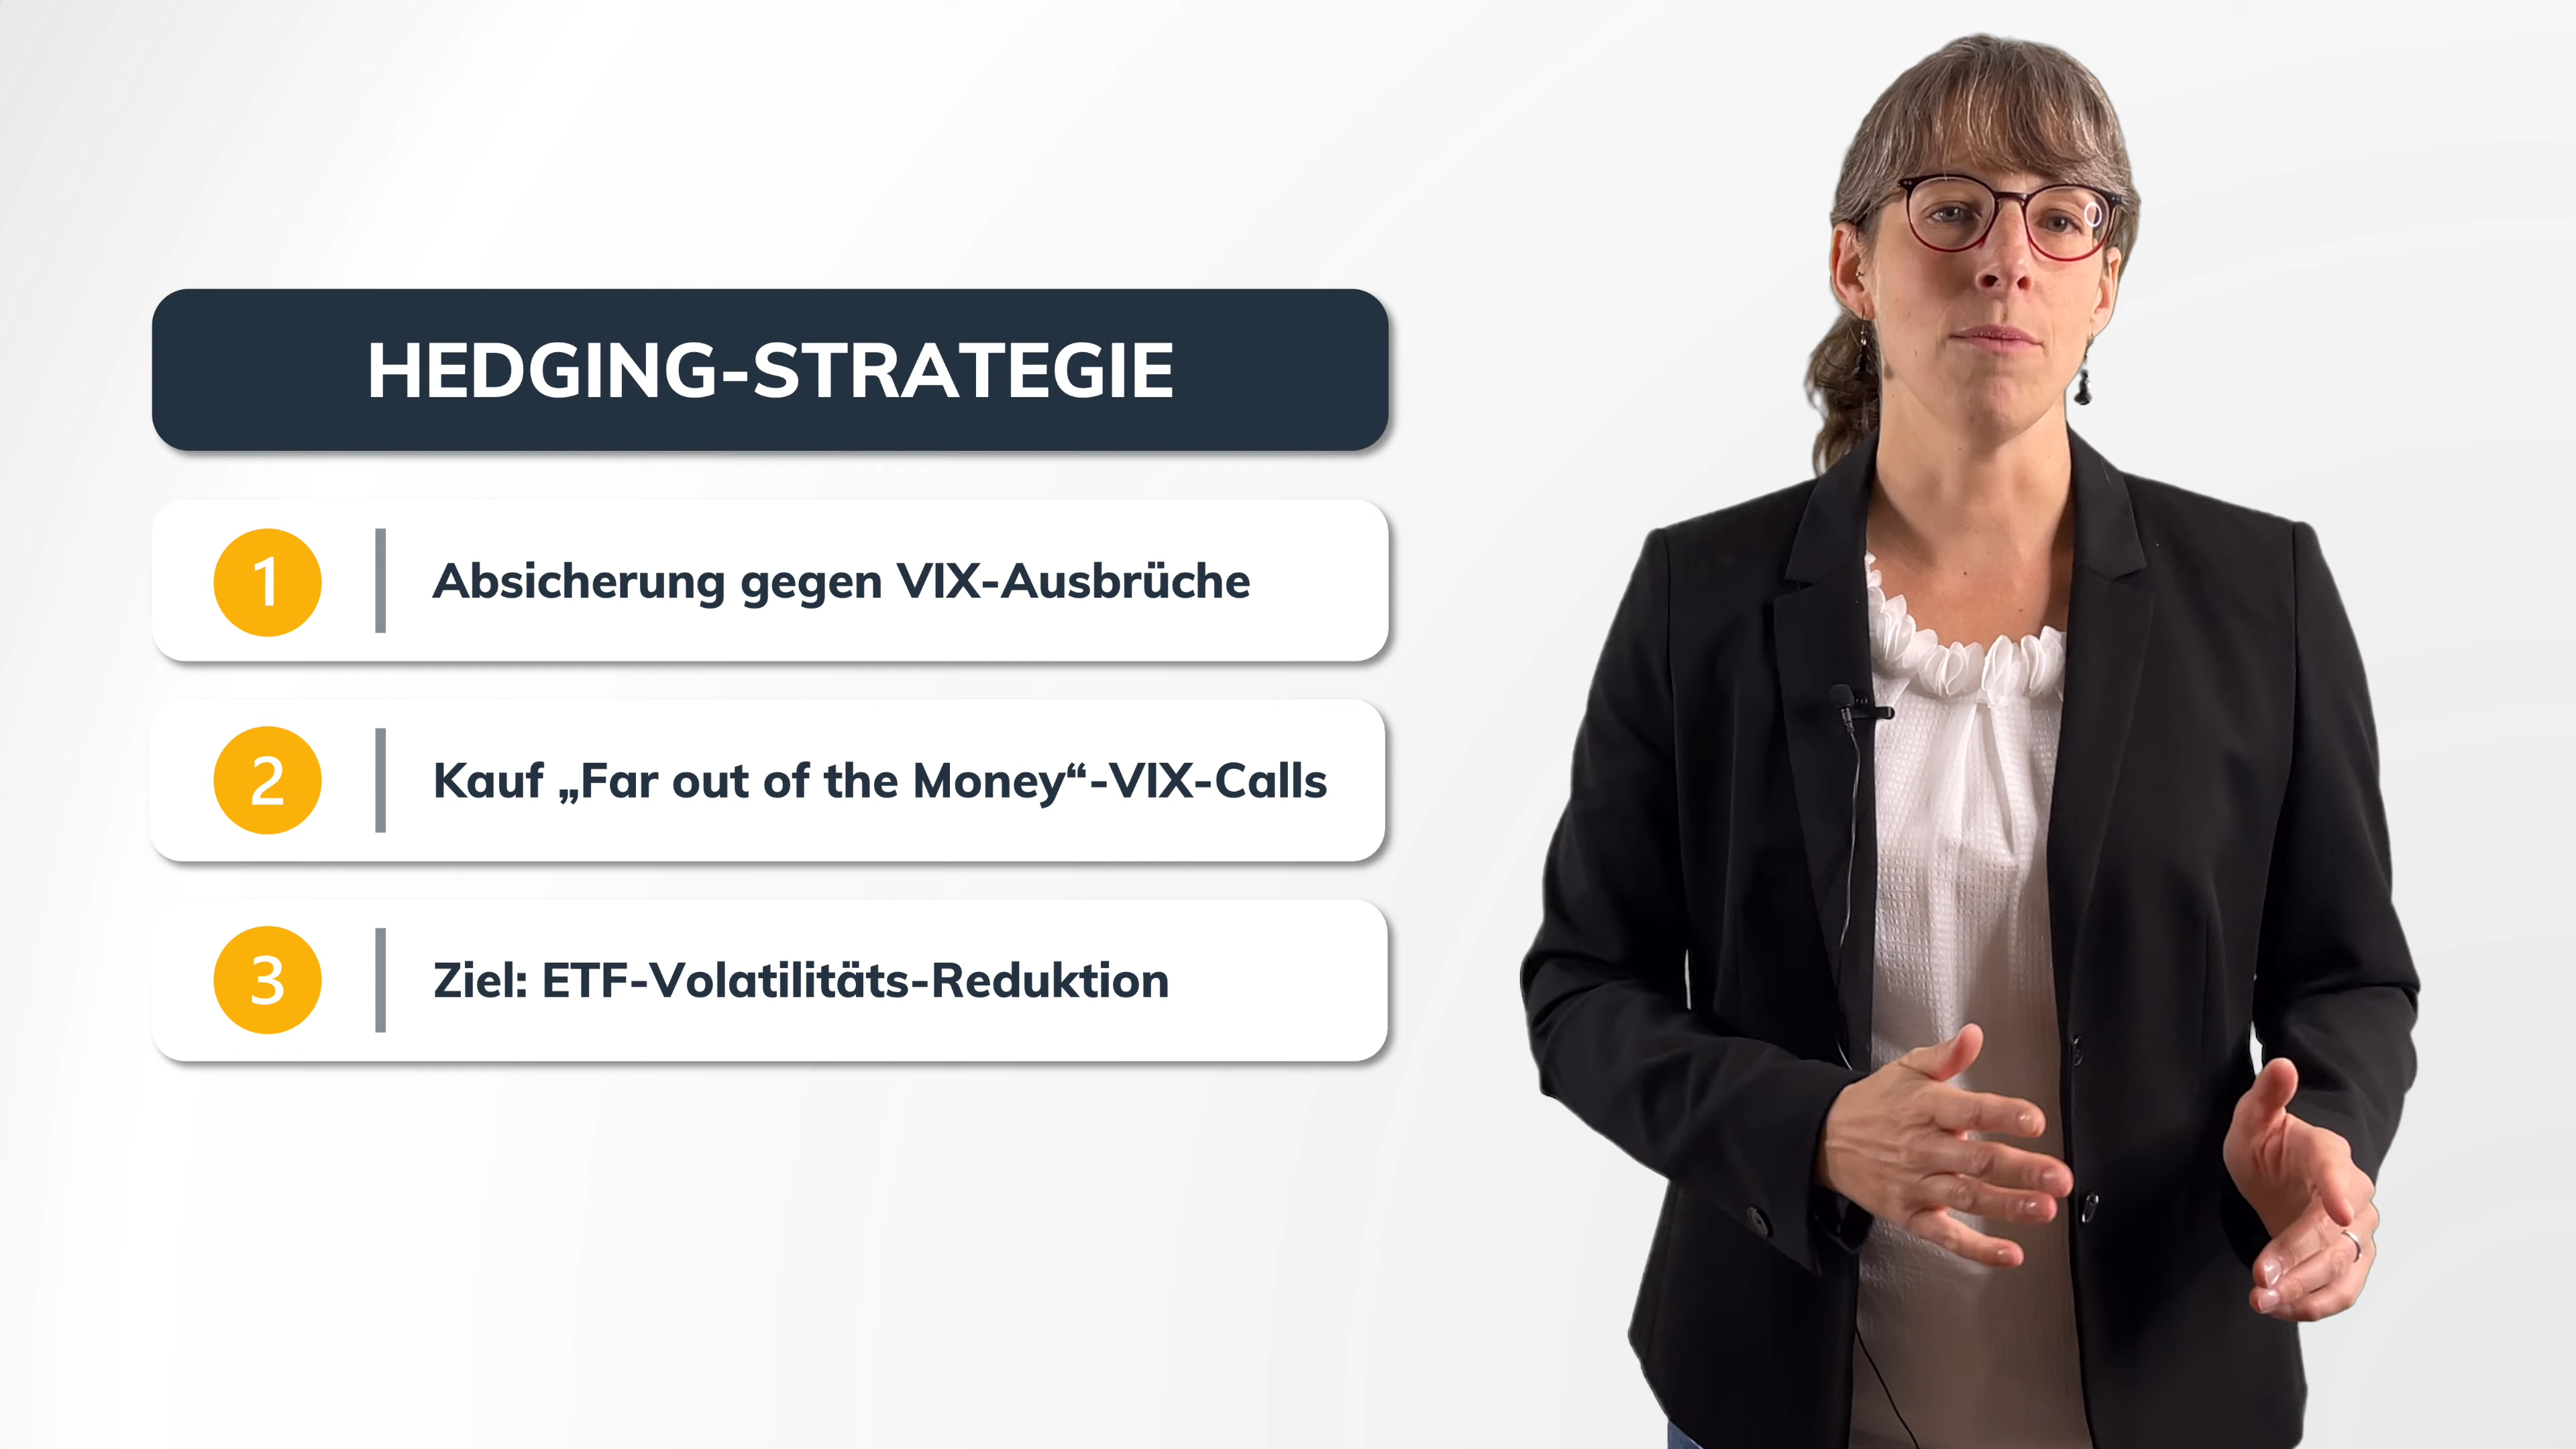 HEDGING-STRATEGIE
1
Absicherung gegen VIX-Ausbrüche
2
Kauf „Far out of the Money“-VIX-Calls
3
Ziel: ETF-Volatilitäts-Reduktion